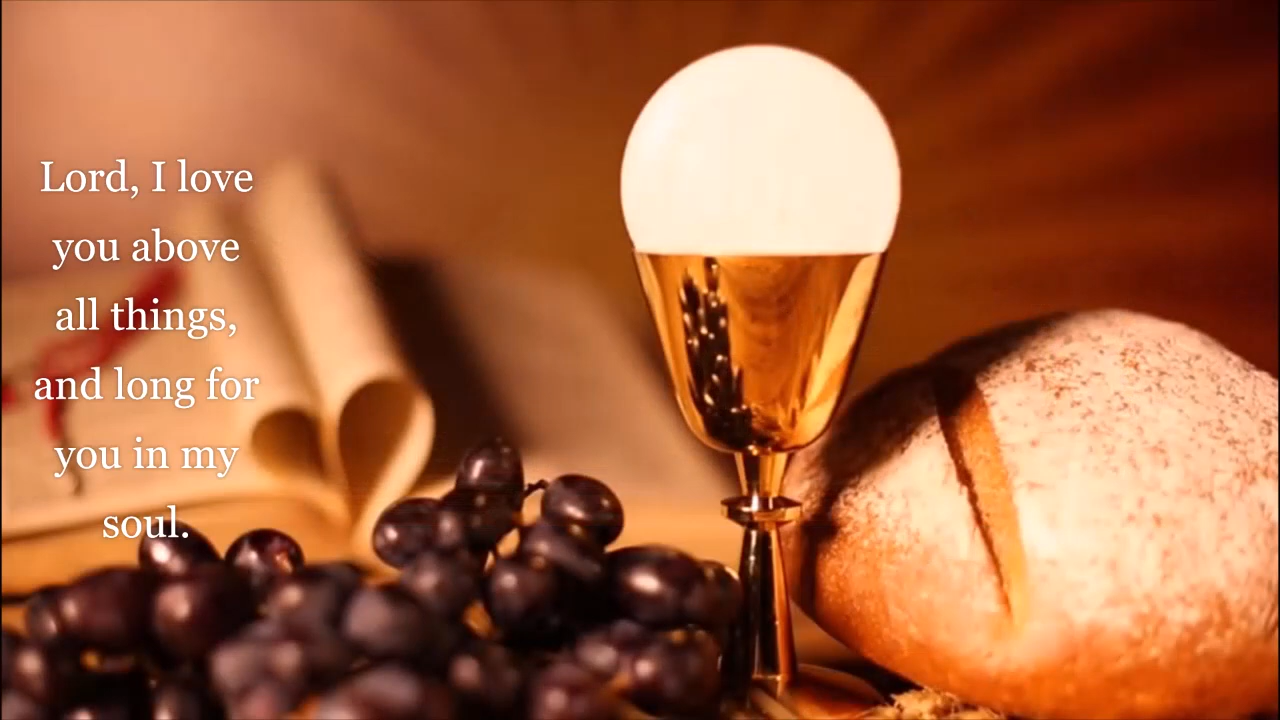 Lord, I love
you above
all things,
and long for
you in my
soul.